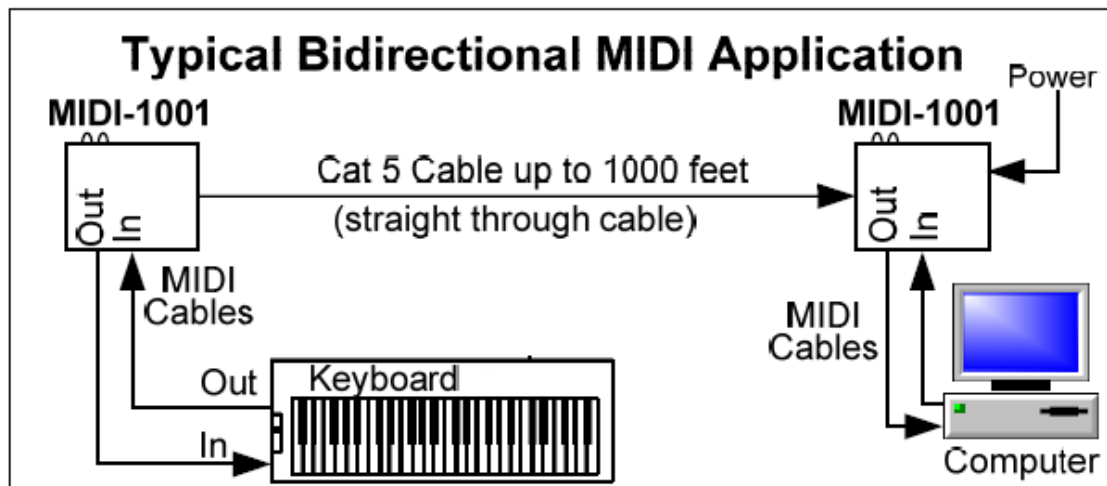 Typical Bidirectional MIDI Application
Power
MIDI-1001
MIDI-1001
Cat 5 Cable up to 1000 feet
(straight through cable)
Out
In
Out
In
MIDI
Cables
MIDI
Cables
Out
Keyboard
In
Computer